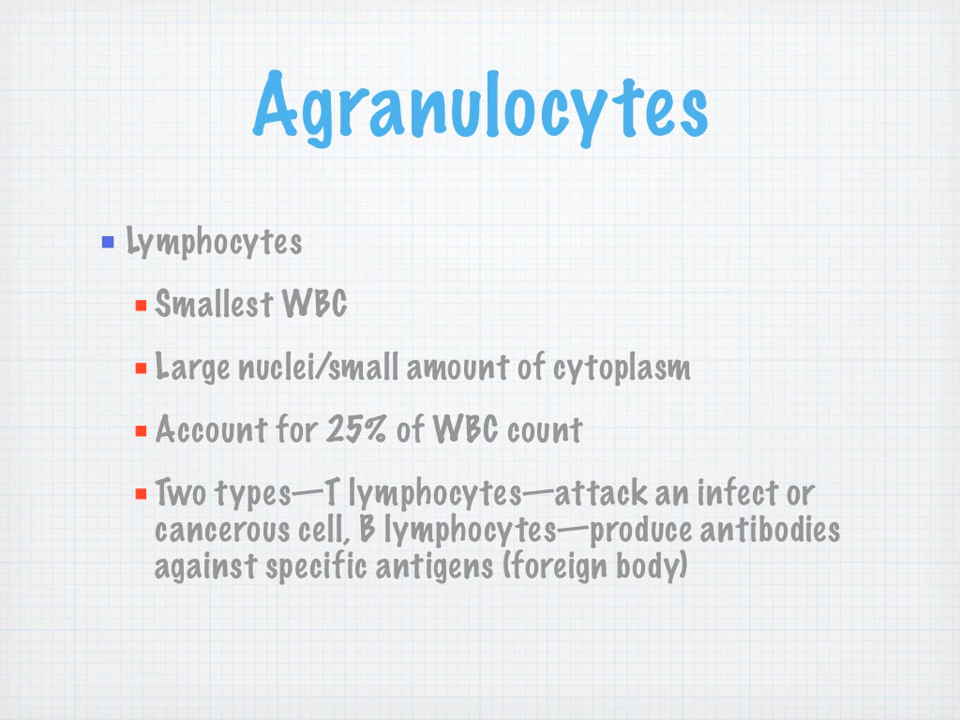 Agranulocytes
Lymphocytes
Smallest WBC
Large nuclei/small amount of cytoplasm
Account for 25% of WBC count
Two types—T lymphocytes—attack an infect or
cancerous cell, B lymphocytes—produce antibodies
against specific antigens (foreign body)